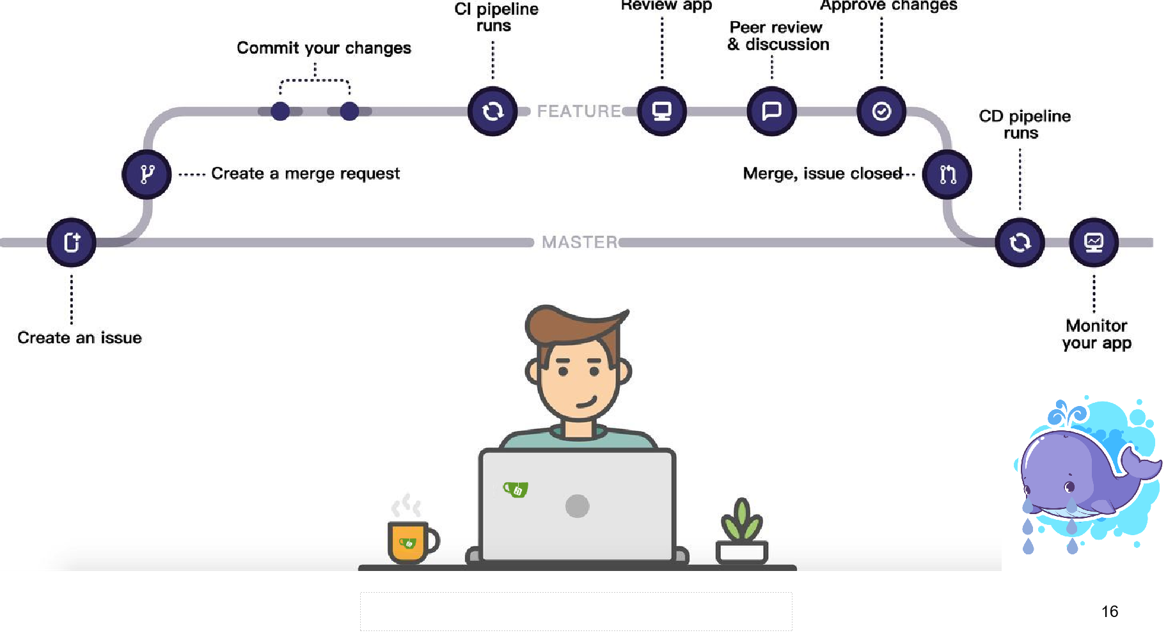 CI pipeline
runs
Review app
Approve changes
Commit your changes
Peer review
& discussion
FEATURE
CD pipeline
runs
Create a merge request
Merge, issue closed
MASTER
Create an issue
Monitor
your app
16